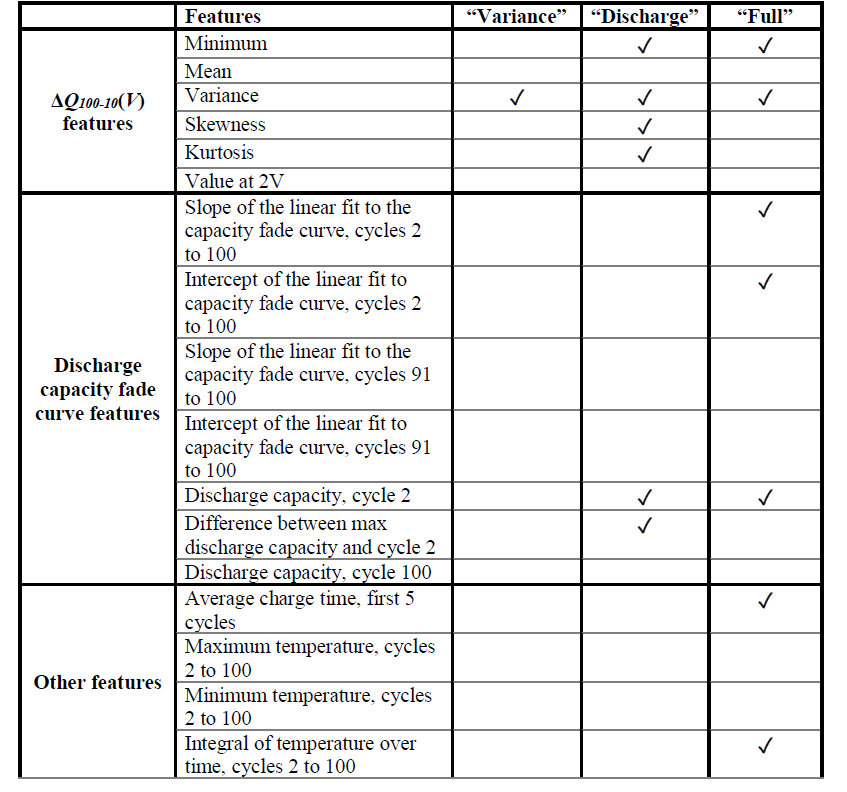 Features “Variance” “Discharge” “Full”
ΔQ100-10(V)
features
Minimum ✓ ✓
Mean
Variance ✓ ✓ ✓
Skewness ✓
Kurtosis ✓
Value at 2V
Discharge
capacity fade
curve features
Slope of the linear fit to the ✓
capacity fade curve, cycles 2
to 100
Intercept of the linear fit to ✓
capacity fade curve, cycles 2
to 100
Slope of the linear fit to the
capacity fade curve, cycles 91
to 100
Intercept of the linear fit to
capacity fade curve, cycles 91
to 100
Discharge capacity, cycle 2 ✓ ✓
Difference between max ✓
discharge capacity and cycle 2
Discharge capacity, cycle 100
Other features
Average charge time, first 5 ✓
cycles
Maximum temperature, cycles
2 to 100
Minimum temperature, cycles
2 to 100
Integral of temperature over ✓
time, cycles 2 to 100